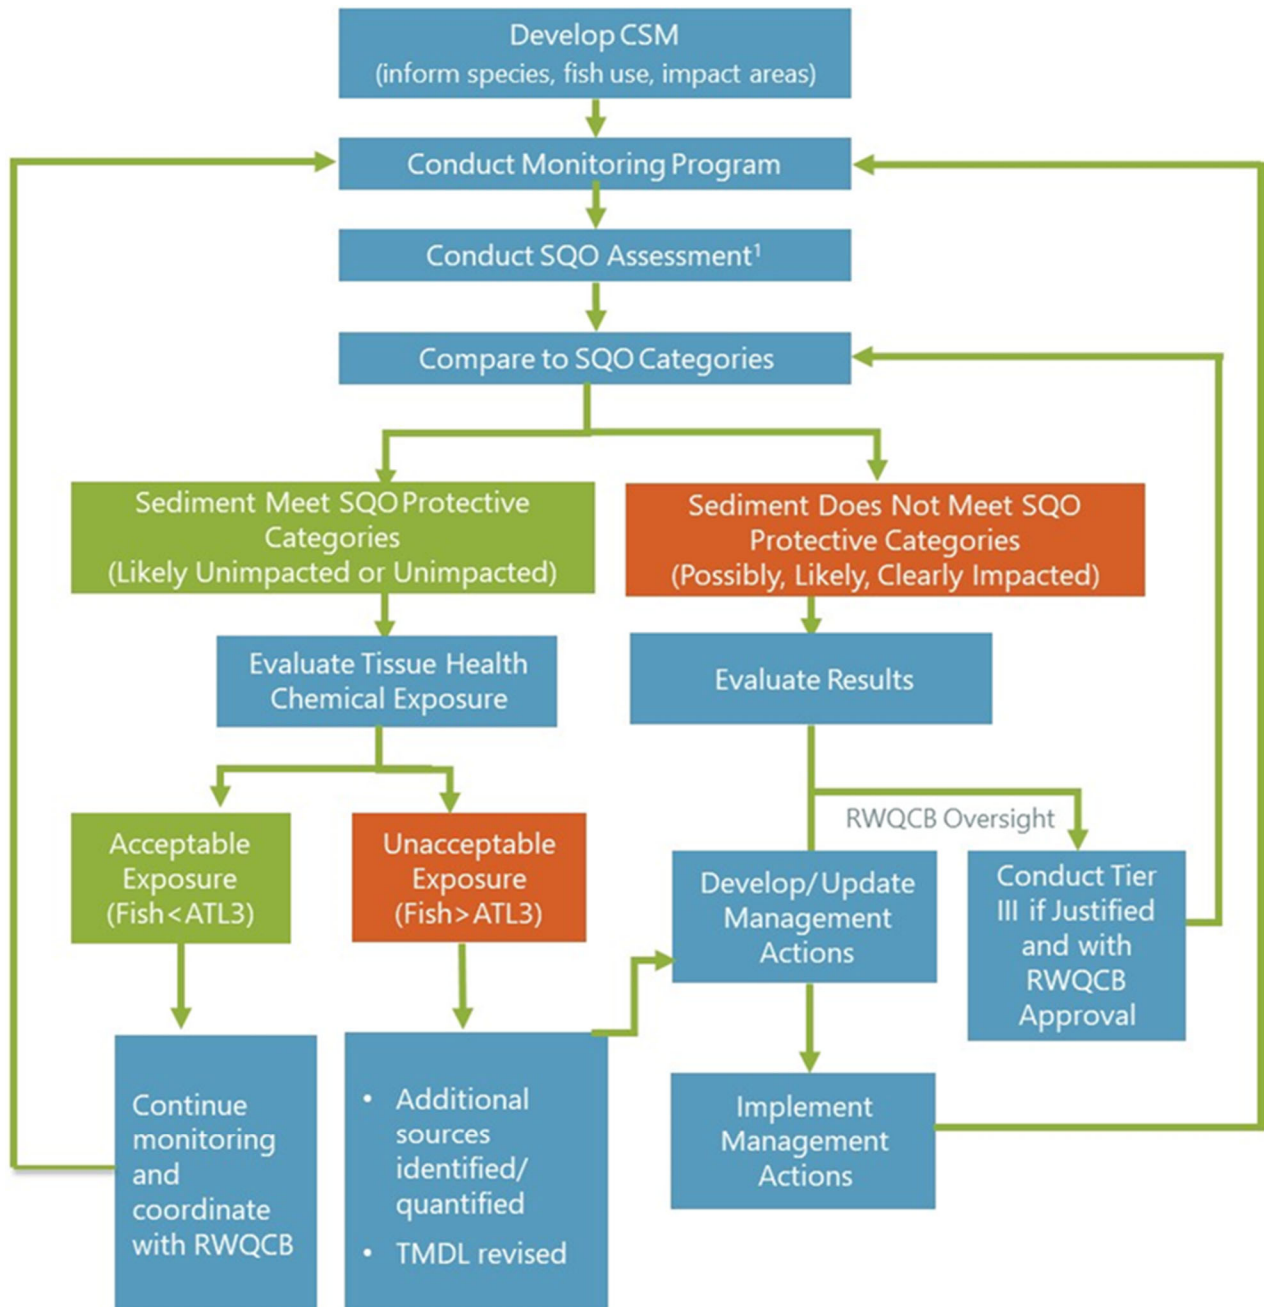 Develop CSM
(inform species, fish use, impact areas)
Conduct Monitoring Program
Conduct SQO Assessment¹
Compare to SQO Categories
Sediment Meet SQO Protective
Categories
(Likely Unimpacted or Unimpacted)
Sediment Does Not Meet SQO
Protective Categories
(Possibly, Likely, Clearly Impacted)
Evaluate Tissue Health
Chemical Exposure
Evaluate Results
RWQCB Oversight
Acceptable
Exposure
(Fish<ATL3)
Unacceptable
Exposure
(Fish>ATL3)
Develop/Update
Management
Actions
Conduct Tier
III if Justified
and with
RWQCB
Approval
Continue
monitoring
and
coordinate
with RWQCB
• Additional
sources
identified/
quantified
• TMDL revised
Implement
Management
Actions